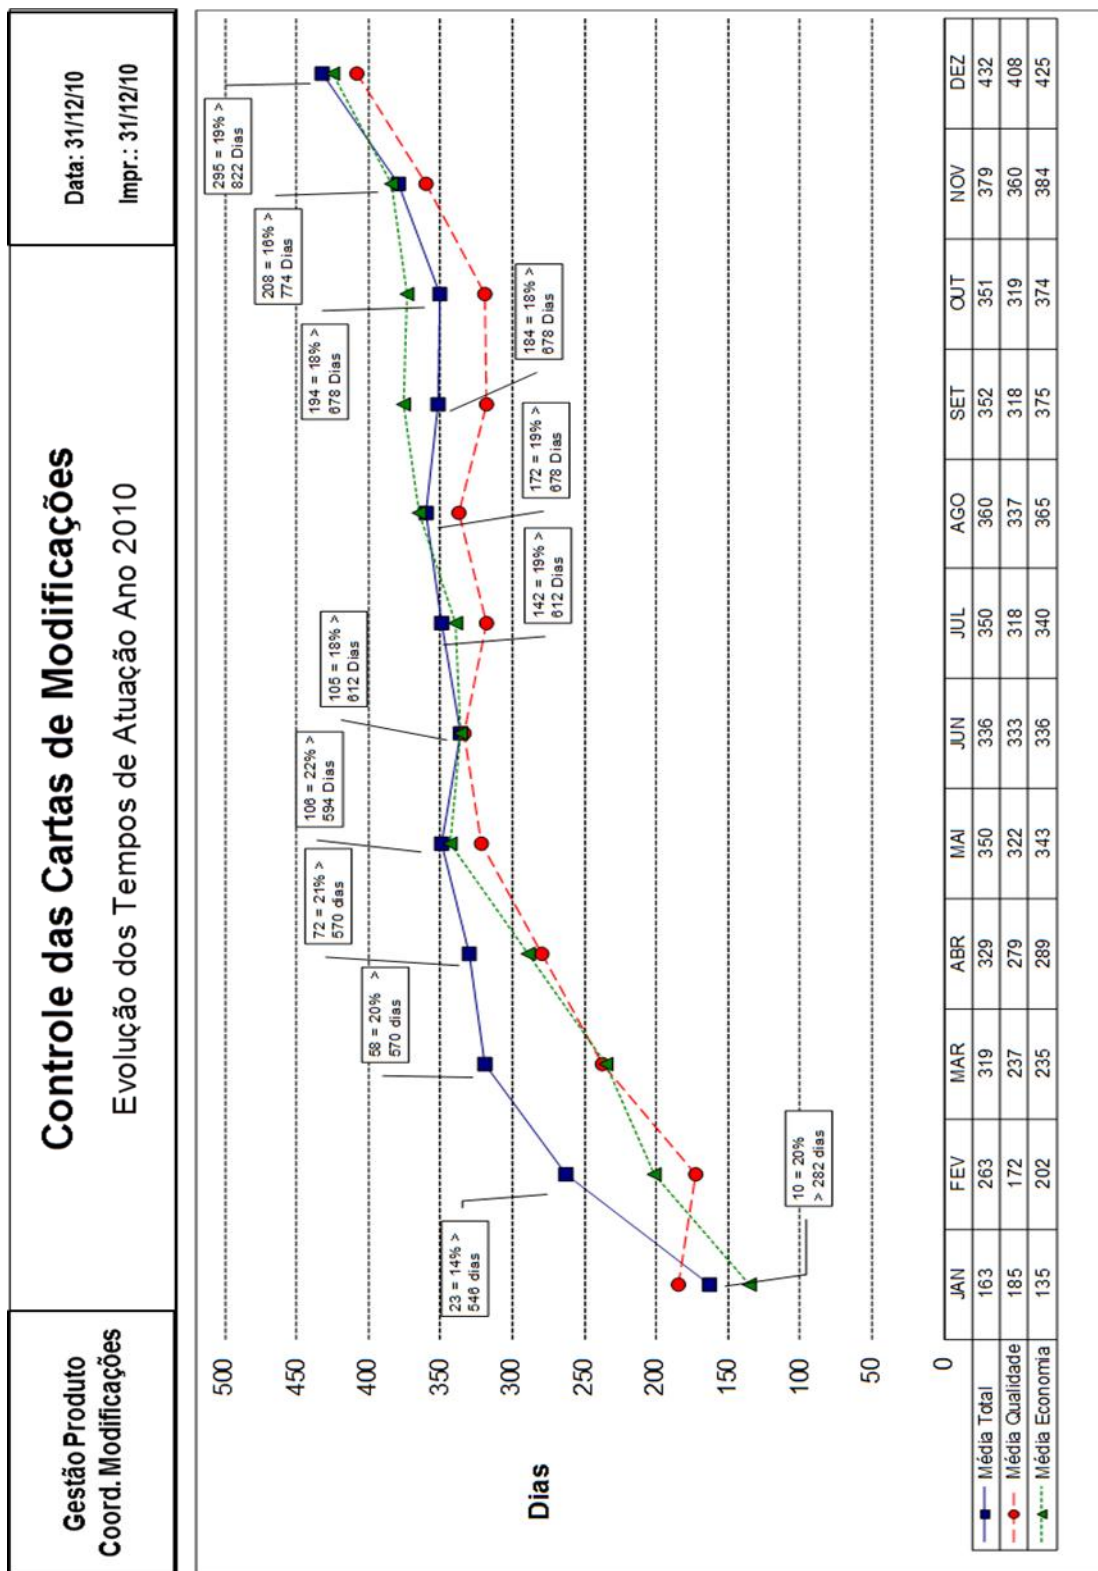 Gestão Produto
Coord. Modificações
Controle das Cartas de Modificações
Evolução dos Tempos de Atuação Ano 2010
Data: 31/12/10
Impr.: 31/12/10
Dias
500
450
400
350
300
250
200
150
100
50
0
10 = 20%
> 282 dias
23 = 14% >
546 dias
58 = 20% >
570 dias
72 = 21% >
570 dias
106 = 22% >
594 Dias
105 = 18% >
612 Dias
142 = 19% >
612 Dias
172 = 19% >
678 Dias
184 = 18% >
678 Dias
194 = 18% >
678 Dias
208 = 16% >
774 Dias
295 = 19% >
822 Dias
JAN FEV MAR ABR MAI JUN JUL AGO SET OUT NOV DEZ
Média Total 163 263 319 329 350 336 350 360 352 351 379 432
Média Qualidade 185 172 237 279 322 333 318 337 318 319 360 408
Média Economia 135 202 235 289 343 336 340 365 375 374 384 425